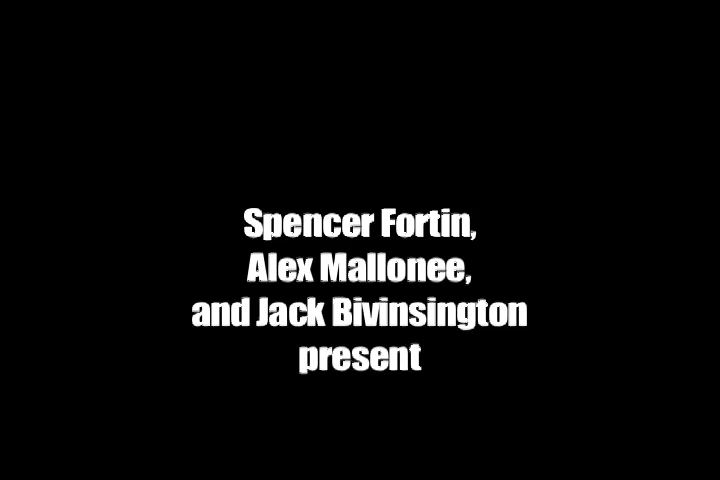 Spencer Fortin,
Alex Mallonee,
and Jack Bivinsington
present